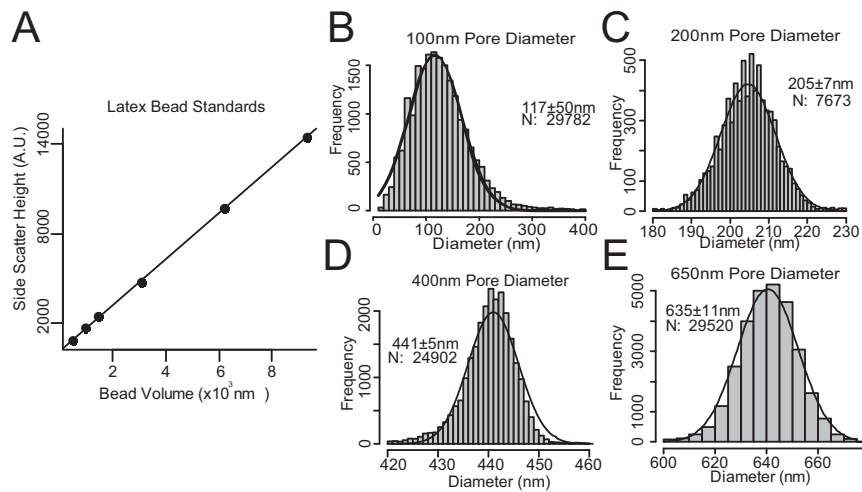 A
Latex Bead Standards
Side Scatter Height (A.U.)
14000
8000
2000
2 4 6 8
Bead Volume (x10³nm )
B
100nm Pore Diameter
Frequency
1500
1000
500
0
117±50nm
N: 29782
0 100 200 300 400
Diameter (nm)
C
200nm Pore Diameter
Frequency
500
300
100
0
205±7nm
N: 7673
180 190 200 210 220 230
Diameter (nm)
D
400nm Pore Diameter
Frequency
2000
1000
0
441±5nm
N: 24902
420 430 440 450 460
Diameter (nm)
E
650nm Pore Diameter
Frequency
5000
3000
1000
0
635±11nm
N: 29520
600 620 640 660
Diameter (nm)